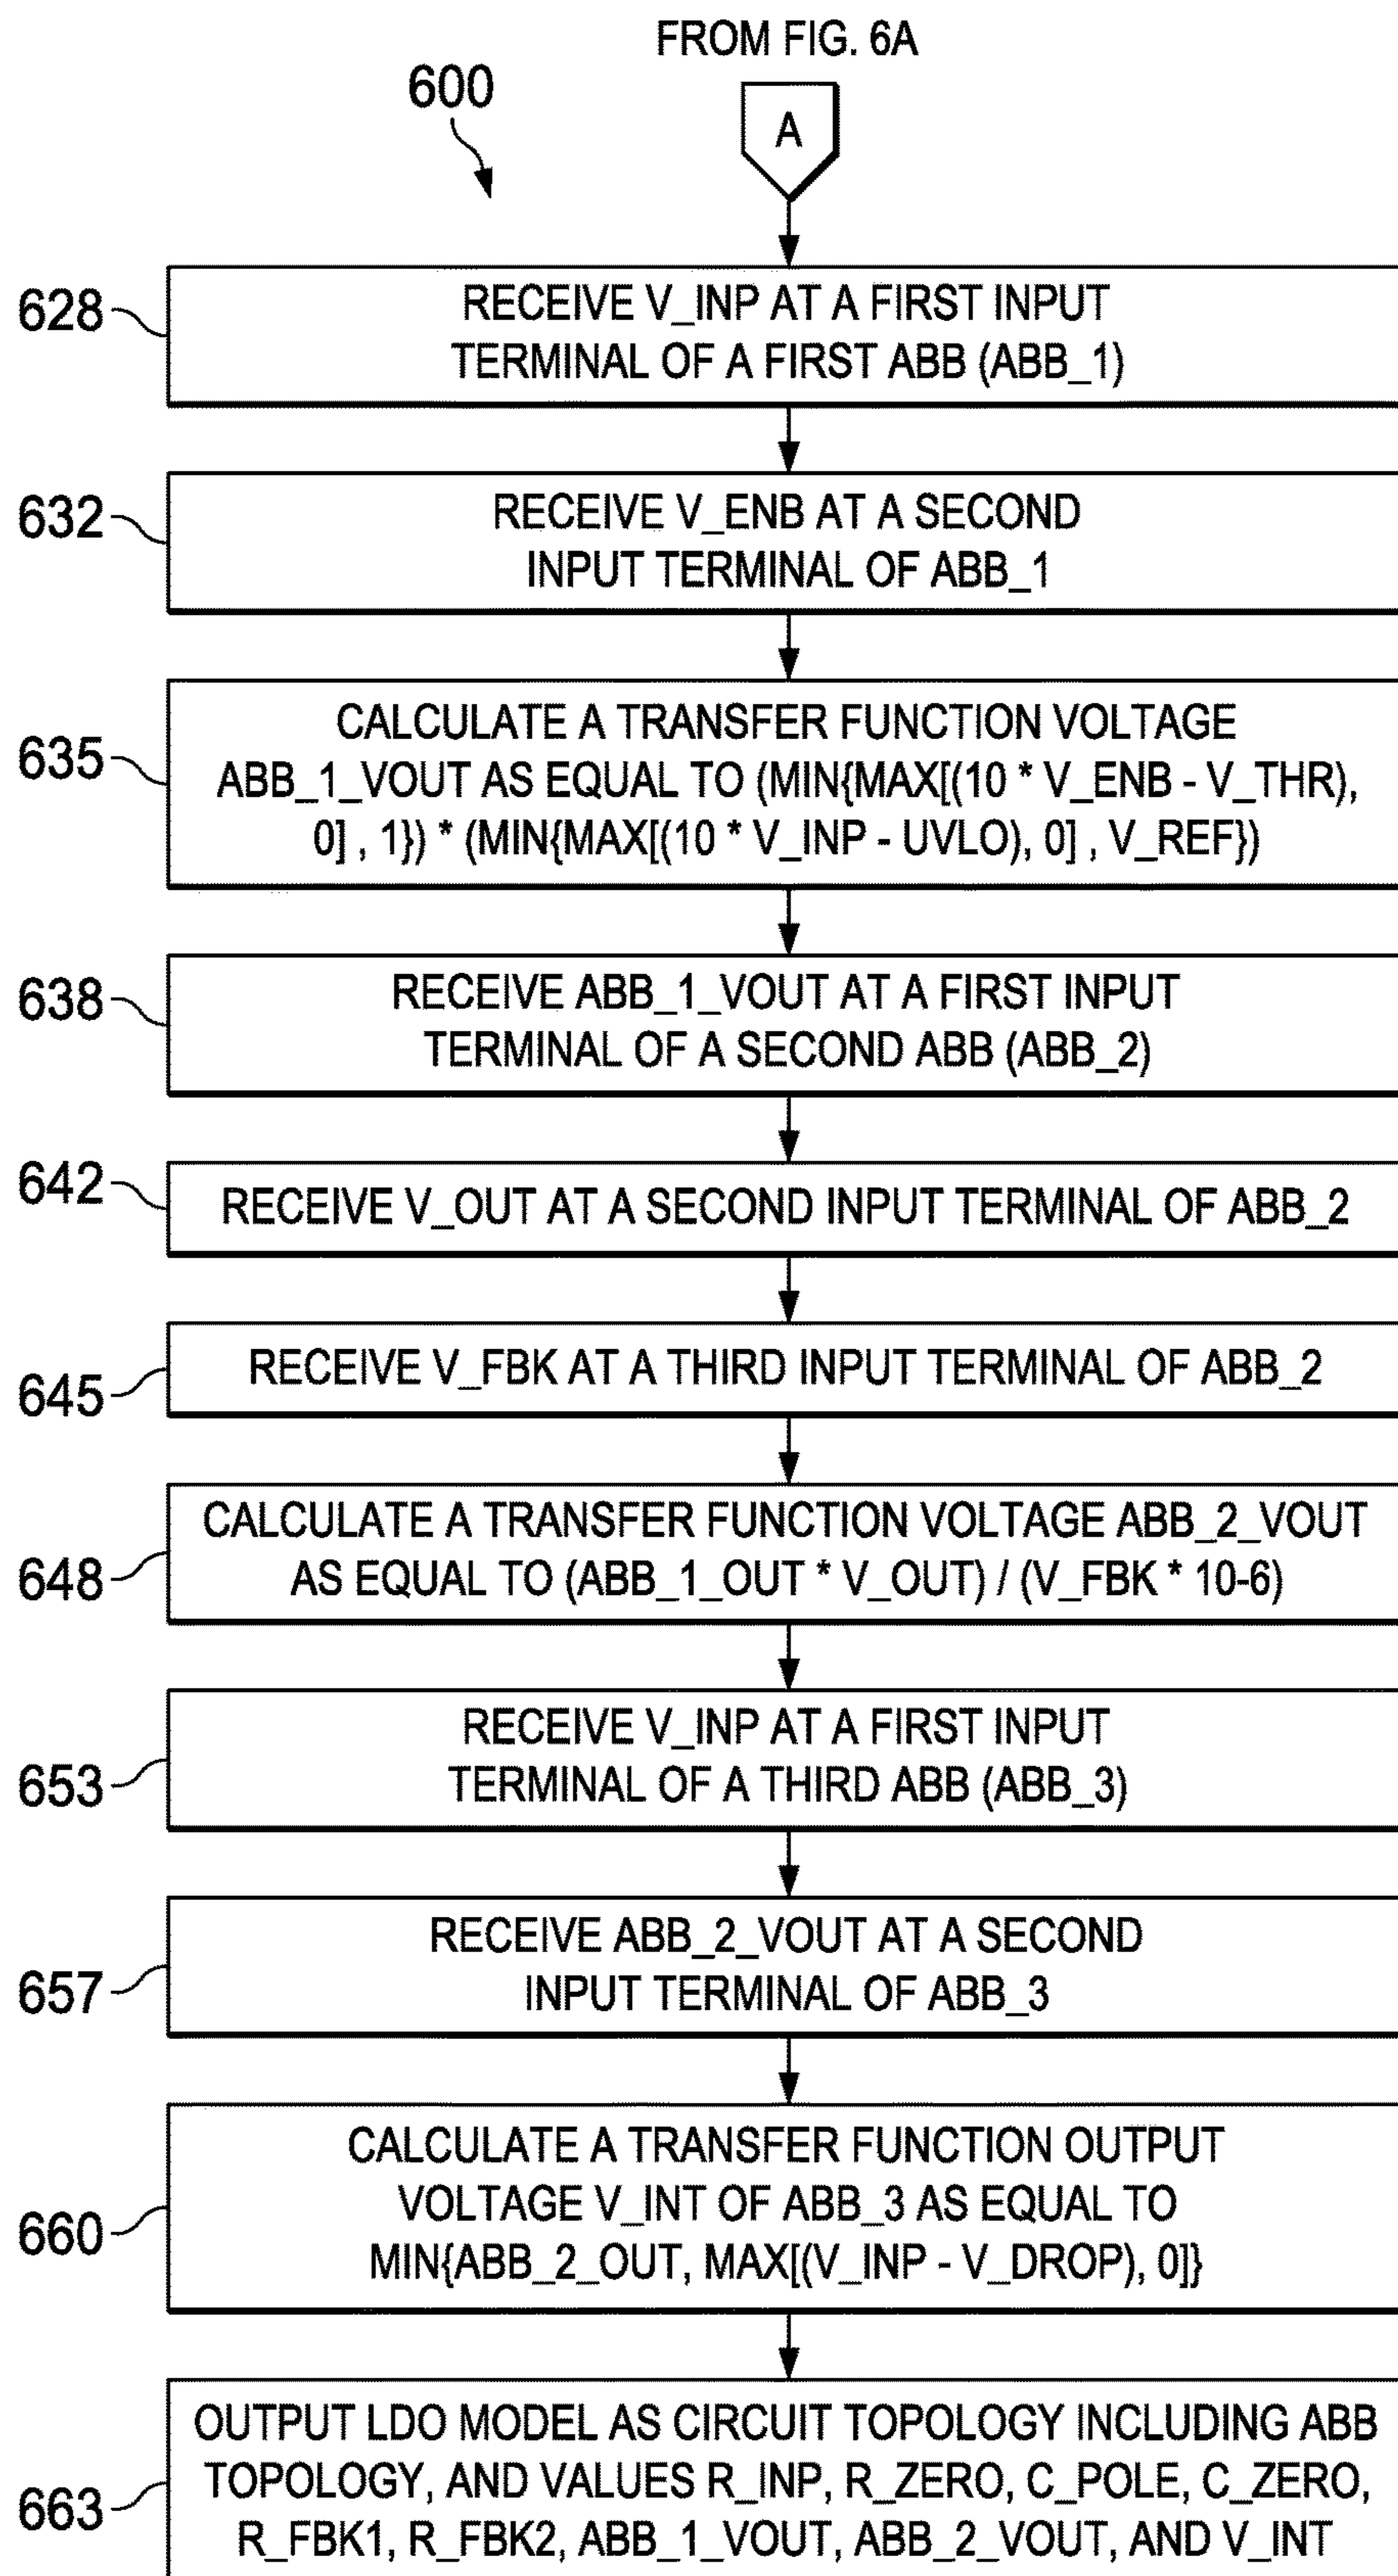 FROM FIG. 6A
600
A
628
RECEIVE V_INP AT A FIRST INPUT
TERMINAL OF A FIRST ABB (ABB_1)
632
RECEIVE V_ENB AT A SECOND
INPUT TERMINAL OF ABB_1
635
CALCULATE A TRANSFER FUNCTION VOLTAGE
ABB_1_VOUT AS EQUAL TO (MIN{MAX[(10 * V_ENB - V_THR),
0] , 1}) * (MIN{MAX[(10 * V_INP - UVLO), 0] , V_REF})
638
RECEIVE ABB_1_VOUT AT A FIRST INPUT
TERMINAL OF A SECOND ABB (ABB_2)
642
RECEIVE V_OUT AT A SECOND INPUT TERMINAL OF ABB_2
645
RECEIVE V_FBK AT A THIRD INPUT TERMINAL OF ABB_2
648
CALCULATE A TRANSFER FUNCTION VOLTAGE ABB_2_VOUT
AS EQUAL TO (ABB_1_OUT * V_OUT) / (V_FBK * 10-6)
653
RECEIVE V_INP AT A FIRST INPUT
TERMINAL OF A THIRD ABB (ABB_3)
657
RECEIVE ABB_2_VOUT AT A SECOND
INPUT TERMINAL OF ABB_3
660
CALCULATE A TRANSFER FUNCTION OUTPUT
VOLTAGE V_INT OF ABB_3 AS EQUAL TO
MIN{ABB_2_OUT, MAX[(V_INP - V_DROP), 0]}
663
OUTPUT LDO MODEL AS CIRCUIT TOPOLOGY INCLUDING ABB
TOPOLOGY, AND VALUES R_INP, R_ZERO, C_POLE, C_ZERO,
R_FBK1, R_FBK2, ABB_1_VOUT, ABB_2_VOUT, AND V_INT